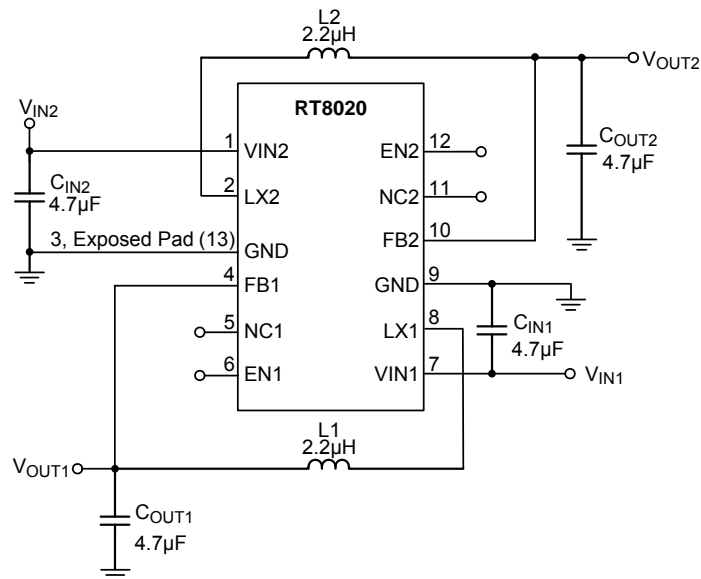 L2
2.2µH
VOUT2
RT8020
VIN2
1
VIN2
EN2
12
COUT2
4.7µF
CIN2
4.7µF
2
LX2
NC2
11
3, Exposed Pad (13)
GND
FB2
10
4
FB1
GND
9
5
NC1
LX1
8
CIN1
4.7µF
6
EN1
VIN1
7
VIN1
L1
2.2µH
VOUT1
COUT1
4.7µF